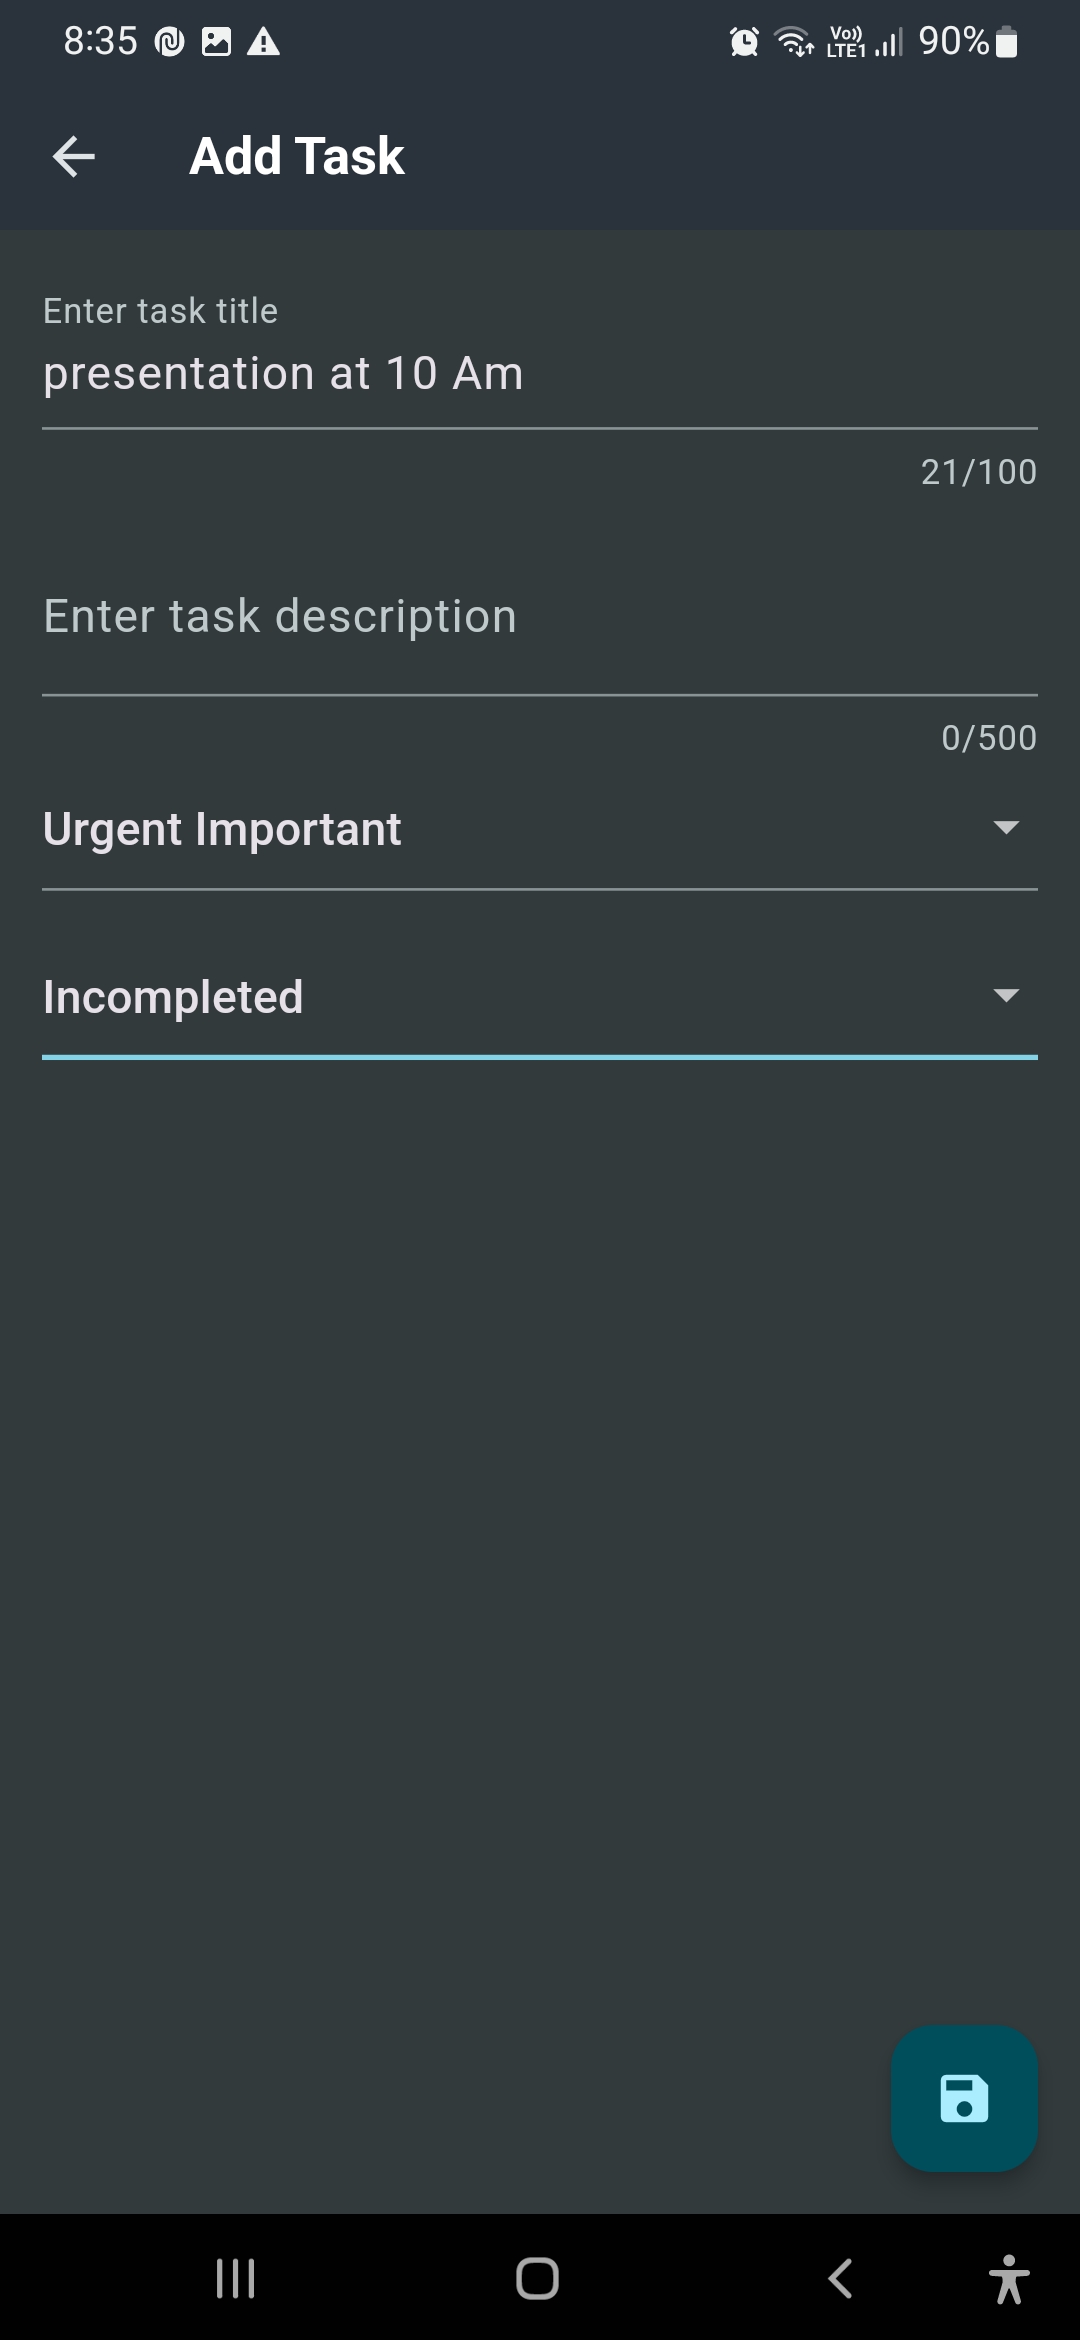 8:35
Vo)) LTE1 90%
Add Task
Enter task title
presentation at 10 Am
21/100
Enter task description
0/500
Urgent Important
Incompleted